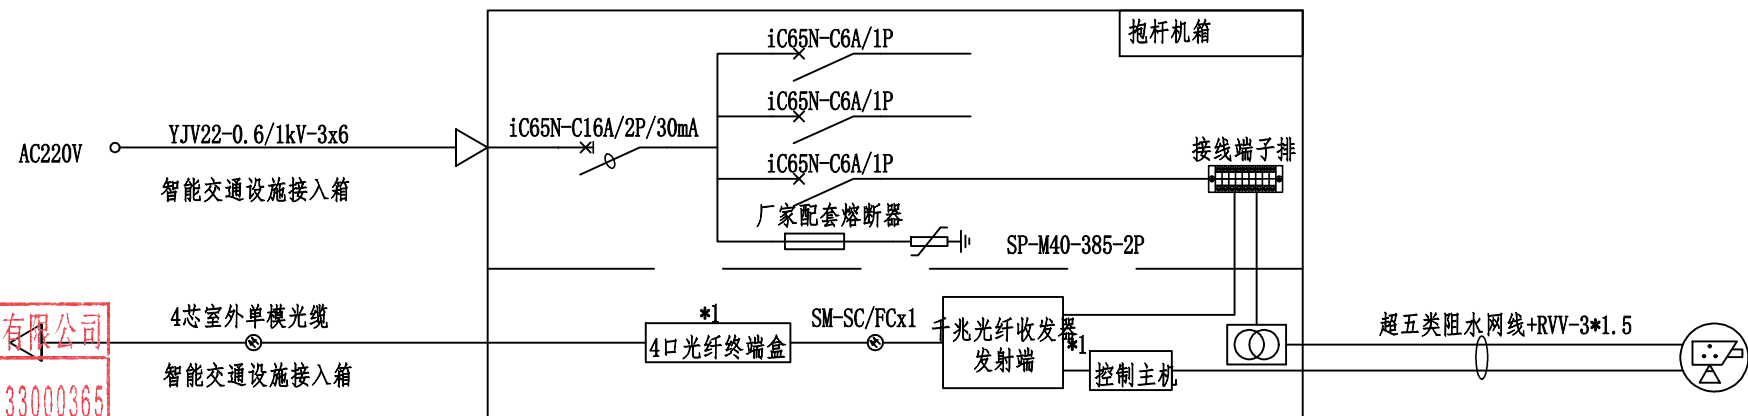 抱杆机箱
iC65N-C6A/1P
iC65N-C6A/1P
iC65N-C16A/2P/30mA
AC220V
YJV22-0.6/1kV-3x6
iC65N-C6A/1P
接线端子排
智能交通设施接入箱
厂家配套熔断器
SP-M40-385-2P
有限公司
4芯室外单模光缆
*1
SM-SC/FCx1
千兆光纤收发器
发射端
4口光纤终端盒
*1
控制主机
超五类阻水网线+RVV-3*1.5
智能交通设施接入箱
33000365